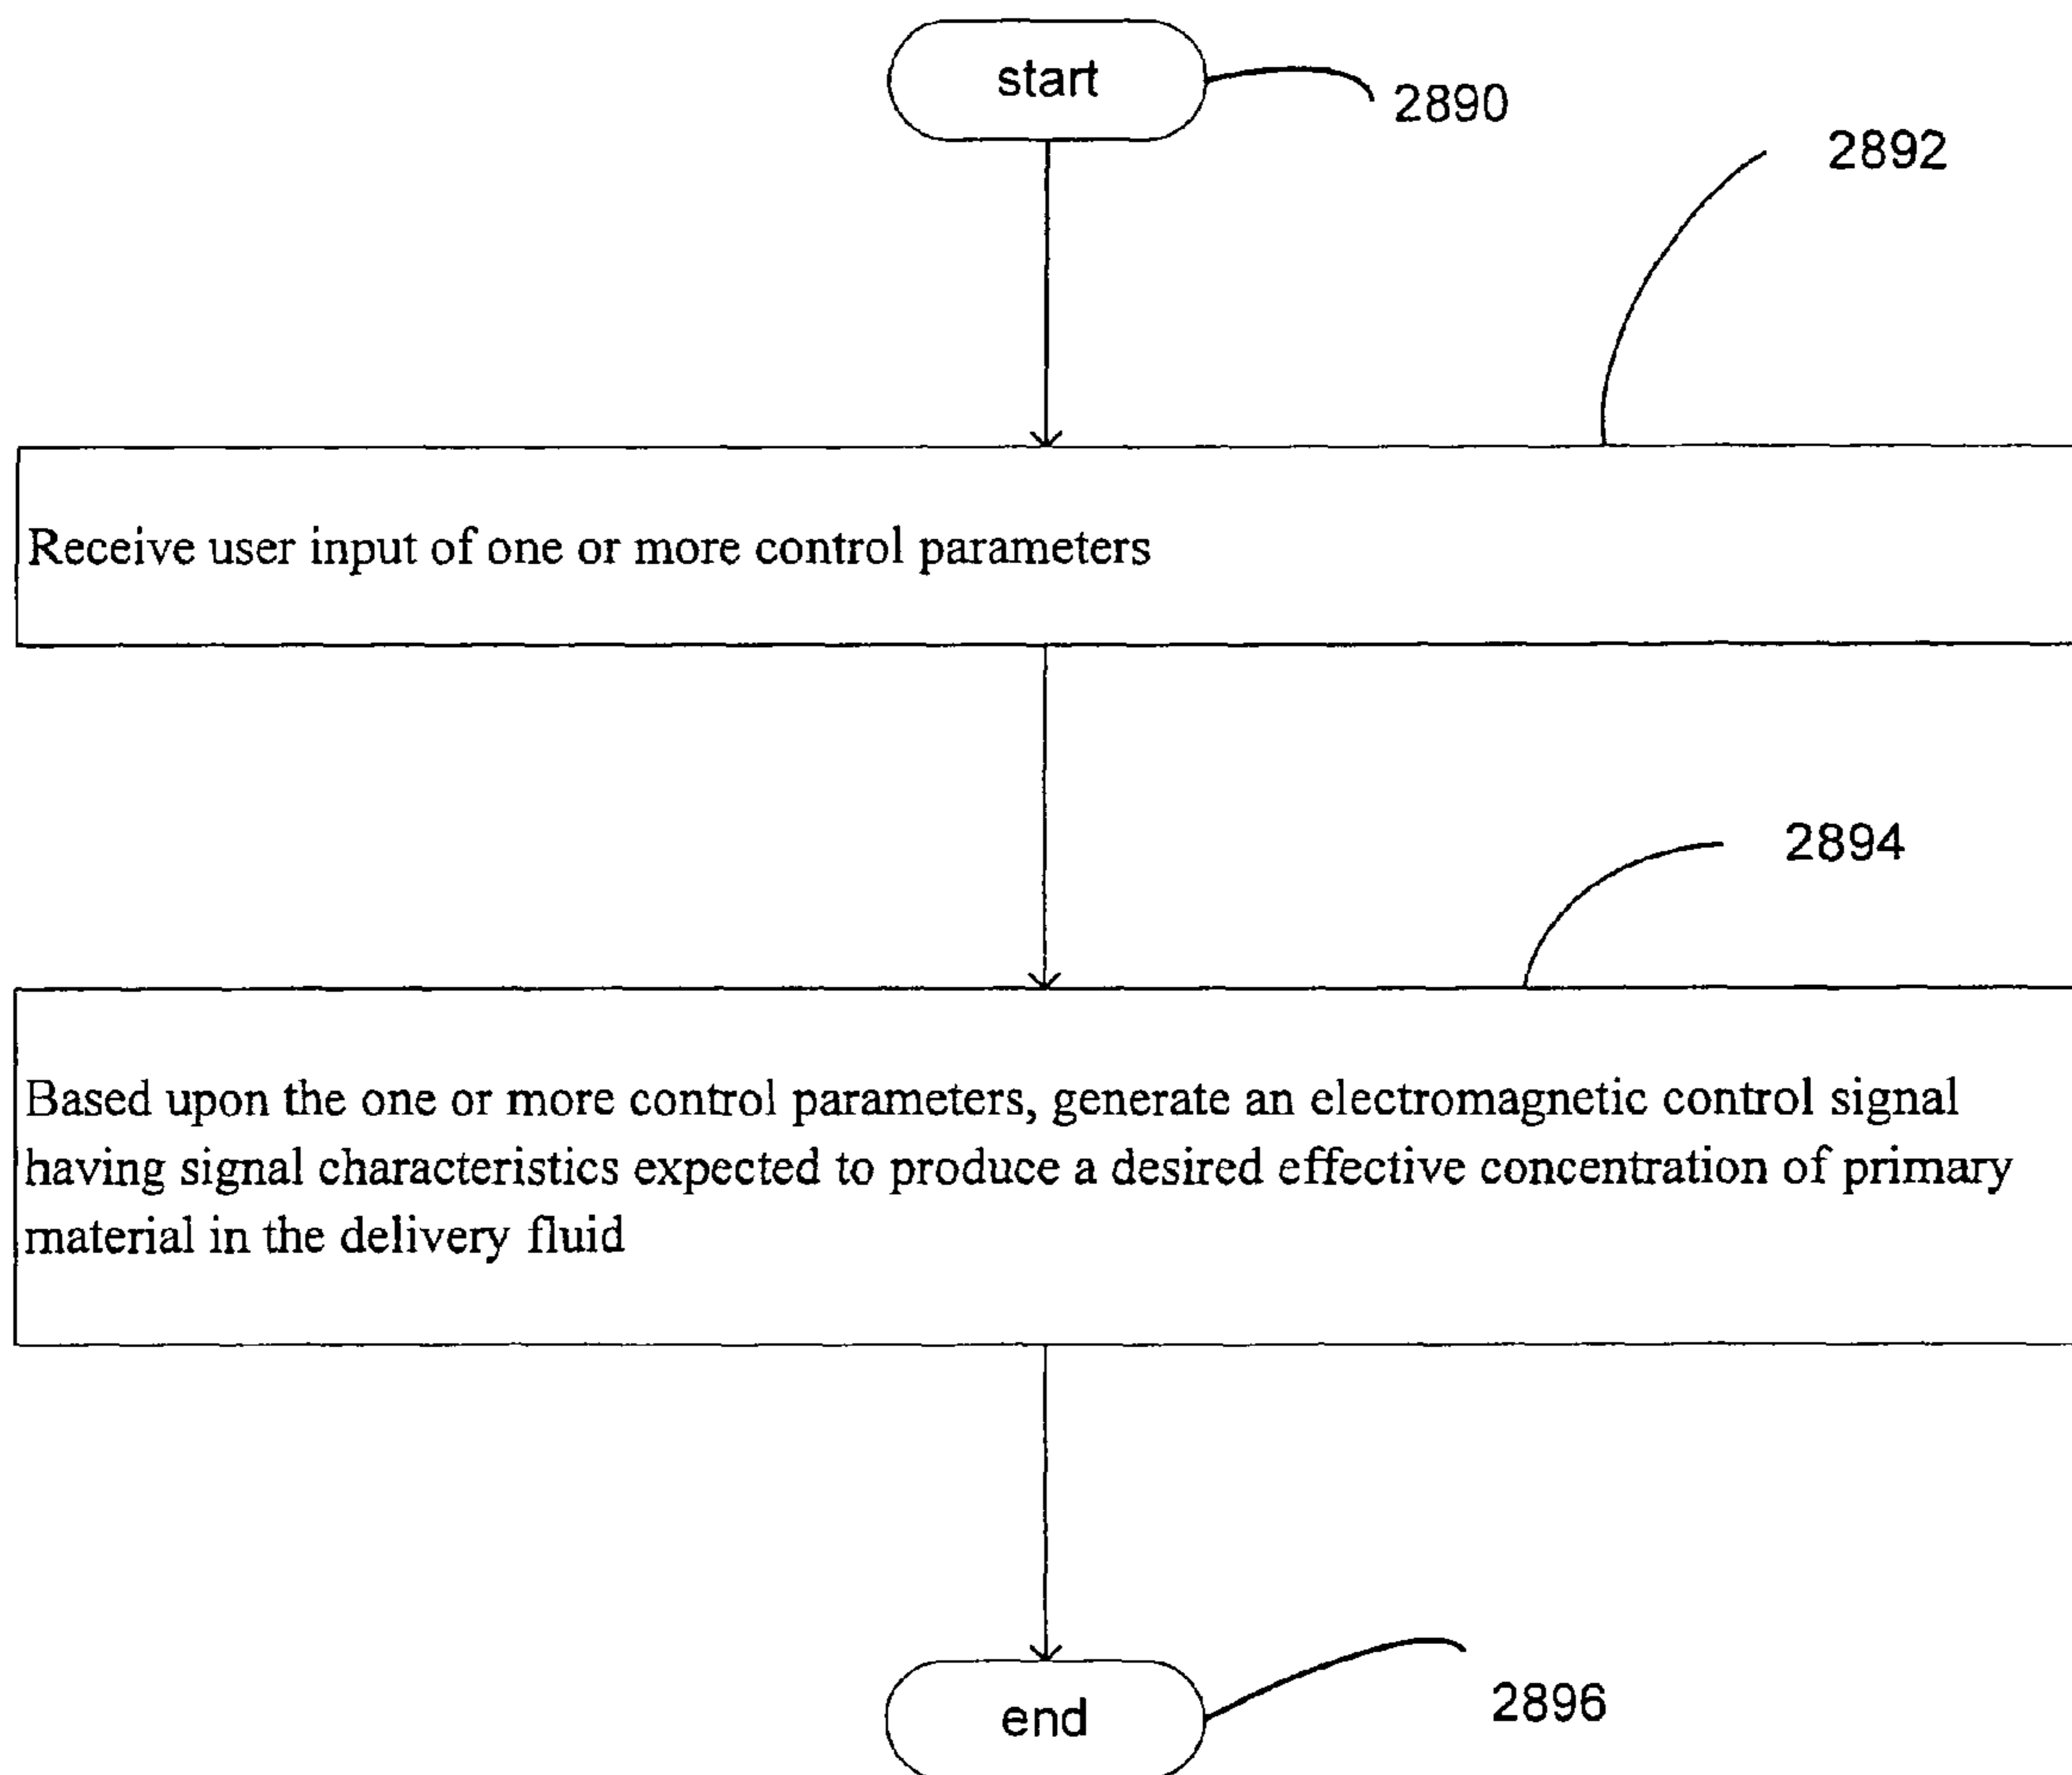 start
2890
2892
Receive user input of one or more control parameters
2894
Based upon the one or more control parameters, generate an electromagnetic control signal
having signal characteristics expected to produce a desired effective concentration of primary
material in the delivery fluid
end
2896